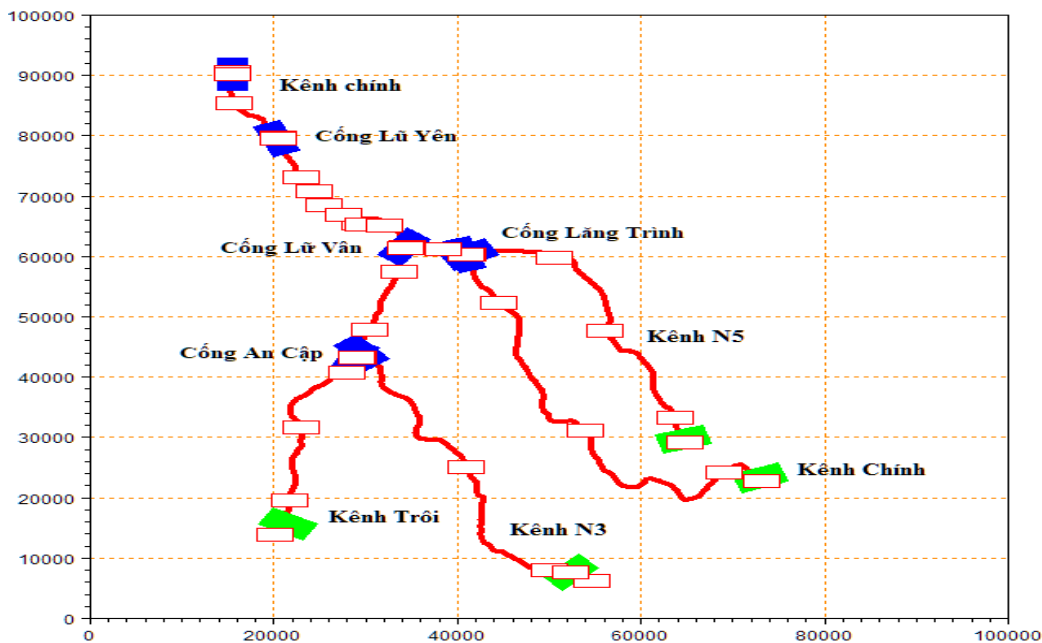 100000
90000
Kênh chính
80000
Cống Lũ Yên
70000
Cống Lăng Trình
Cống Lữ Vân
60000
50000
Kênh N5
Cống An Cập
40000
30000
Kênh Chính
20000
Kênh Trôi
Kênh N3
10000
0
0 20000 40000 60000 80000 100000